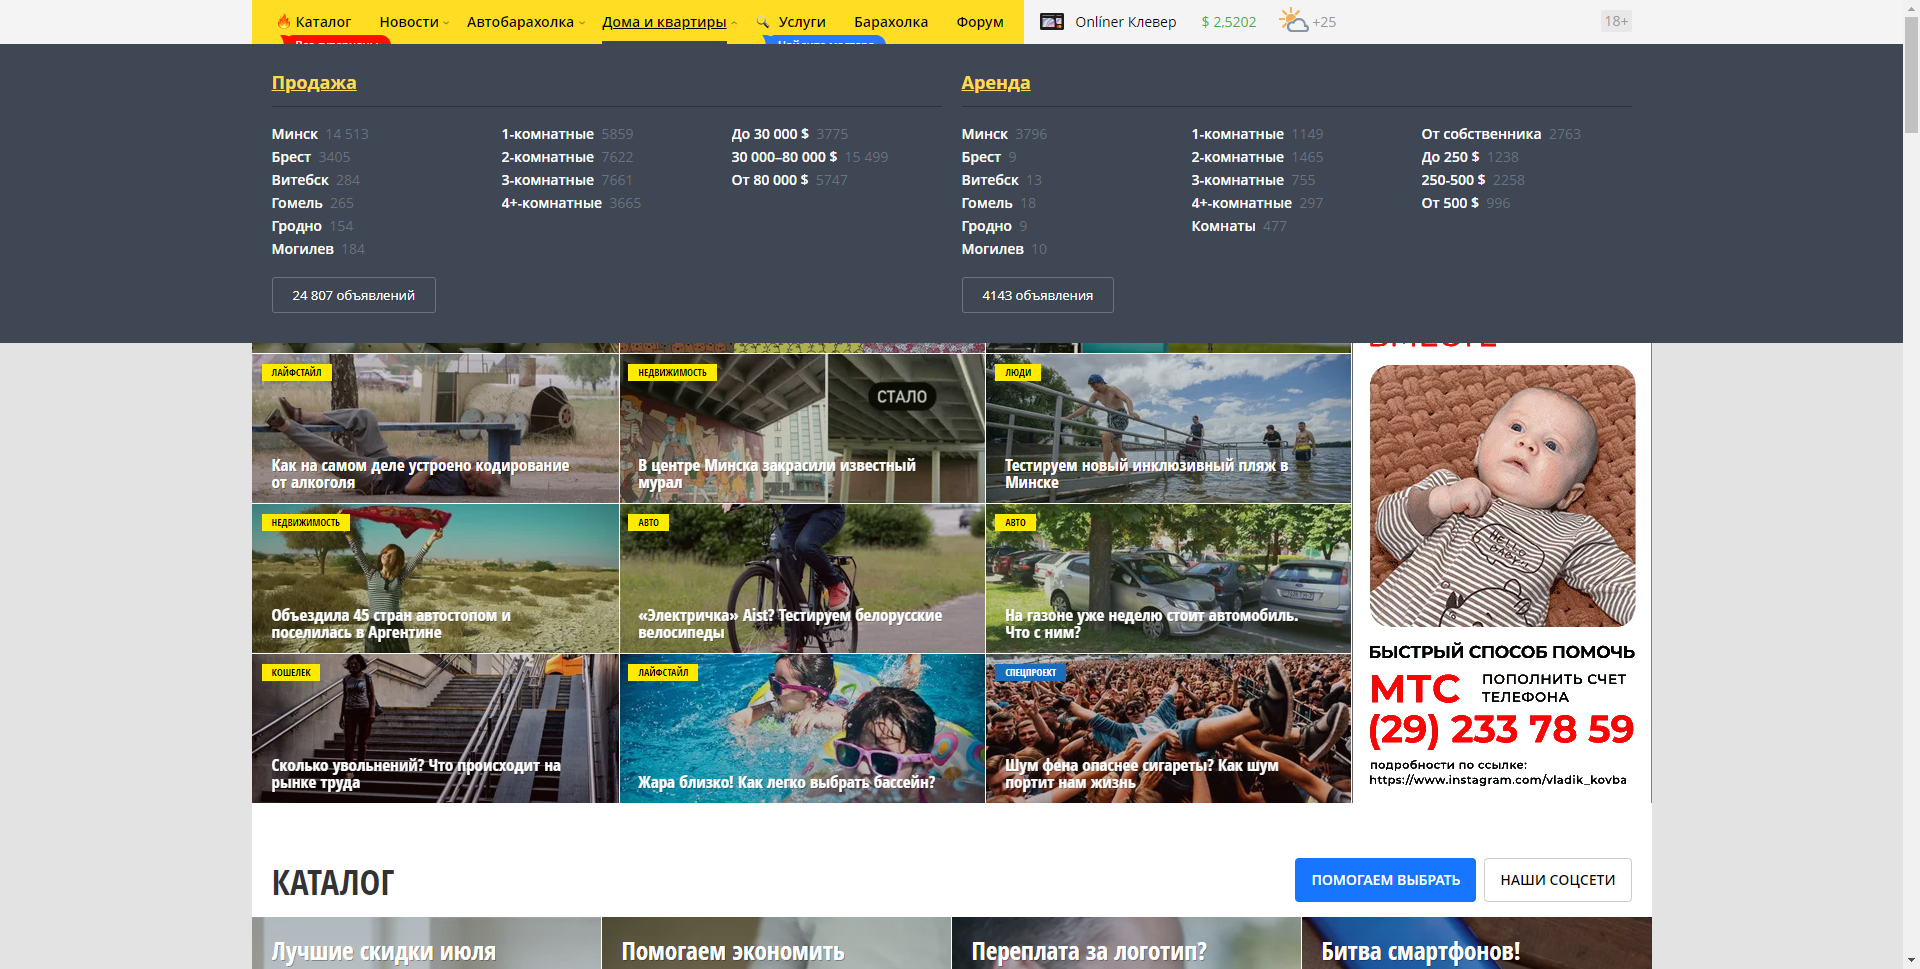 Каталог
Новости
Автобарахолка
Дома и квартиры
Услуги
Барахолка
Форум
Onlíner Клевер
$ 2,5202
+25
18+
Продажа
Минск 14 513
Брест 3405
Витебск 284
Гомель 265
Гродно 154
Могилев 184
1-комнатные 5859
2-комнатные 7622
3-комнатные 7661
4+-комнатные 3665
До 30 000 $ 3775
30 000–80 000 $ 15 499
От 80 000 $ 5747
24 807 объявлений
Аренда
Минск 3796
Брест 9
Витебск 13
Гомель 18
Гродно 9
Могилев 10
1-комнатные 1149
2-комнатные 1465
3-комнатные 755
4+-комнатные 297
Комнаты 477
От собственника 2763
До 250 $ 1238
250-500 $ 2258
От 500 $ 996
4143 объявления
ЛАЙФСТАЙЛ
Как на самом деле устроено кодирование
от алкоголя
НЕДВИЖИМОСТЬ
СТАЛО
В центре Минска закрасили известный
мурал
ЛЮДИ
Тестируем новый инклюзивный пляж в
Минске
НЕДВИЖИМОСТЬ
Объездила 45 стран автостопом и
поселилась в Аргентине
АВТО
«Электричка» Aist? Тестируем белорусские
велосипеды
АВТО
На газоне уже неделю стоит автомобиль.
Что с ним?
КОШЕЛЕК
Сколько увольнений? Что происходит на
рынке труда
ЛАЙФСТАЙЛ
Жара близко! Как легко выбрать бассейн?
СПЕЦПРОЕКТ
Шум фена опаснее сигареты? Как шум
портит нам жизнь
ВМЕСТЕ
HELLO
BABY
БЫСТРЫЙ СПОСОБ ПОМОЧЬ
МТС
ПОПОЛНИТЬ СЧЕТ
ТЕЛЕФОНА
(29) 233 78 59
подробности по ссылке:
https://www.instagram.com/vladik_kovba
КАТАЛОГ
ПОМОГАЕМ ВЫБРАТЬ
НАШИ СОЦСЕТИ
Лучшие скидки июля
Помогаем экономить
Переплата за логотип?
Битва смартфонов!